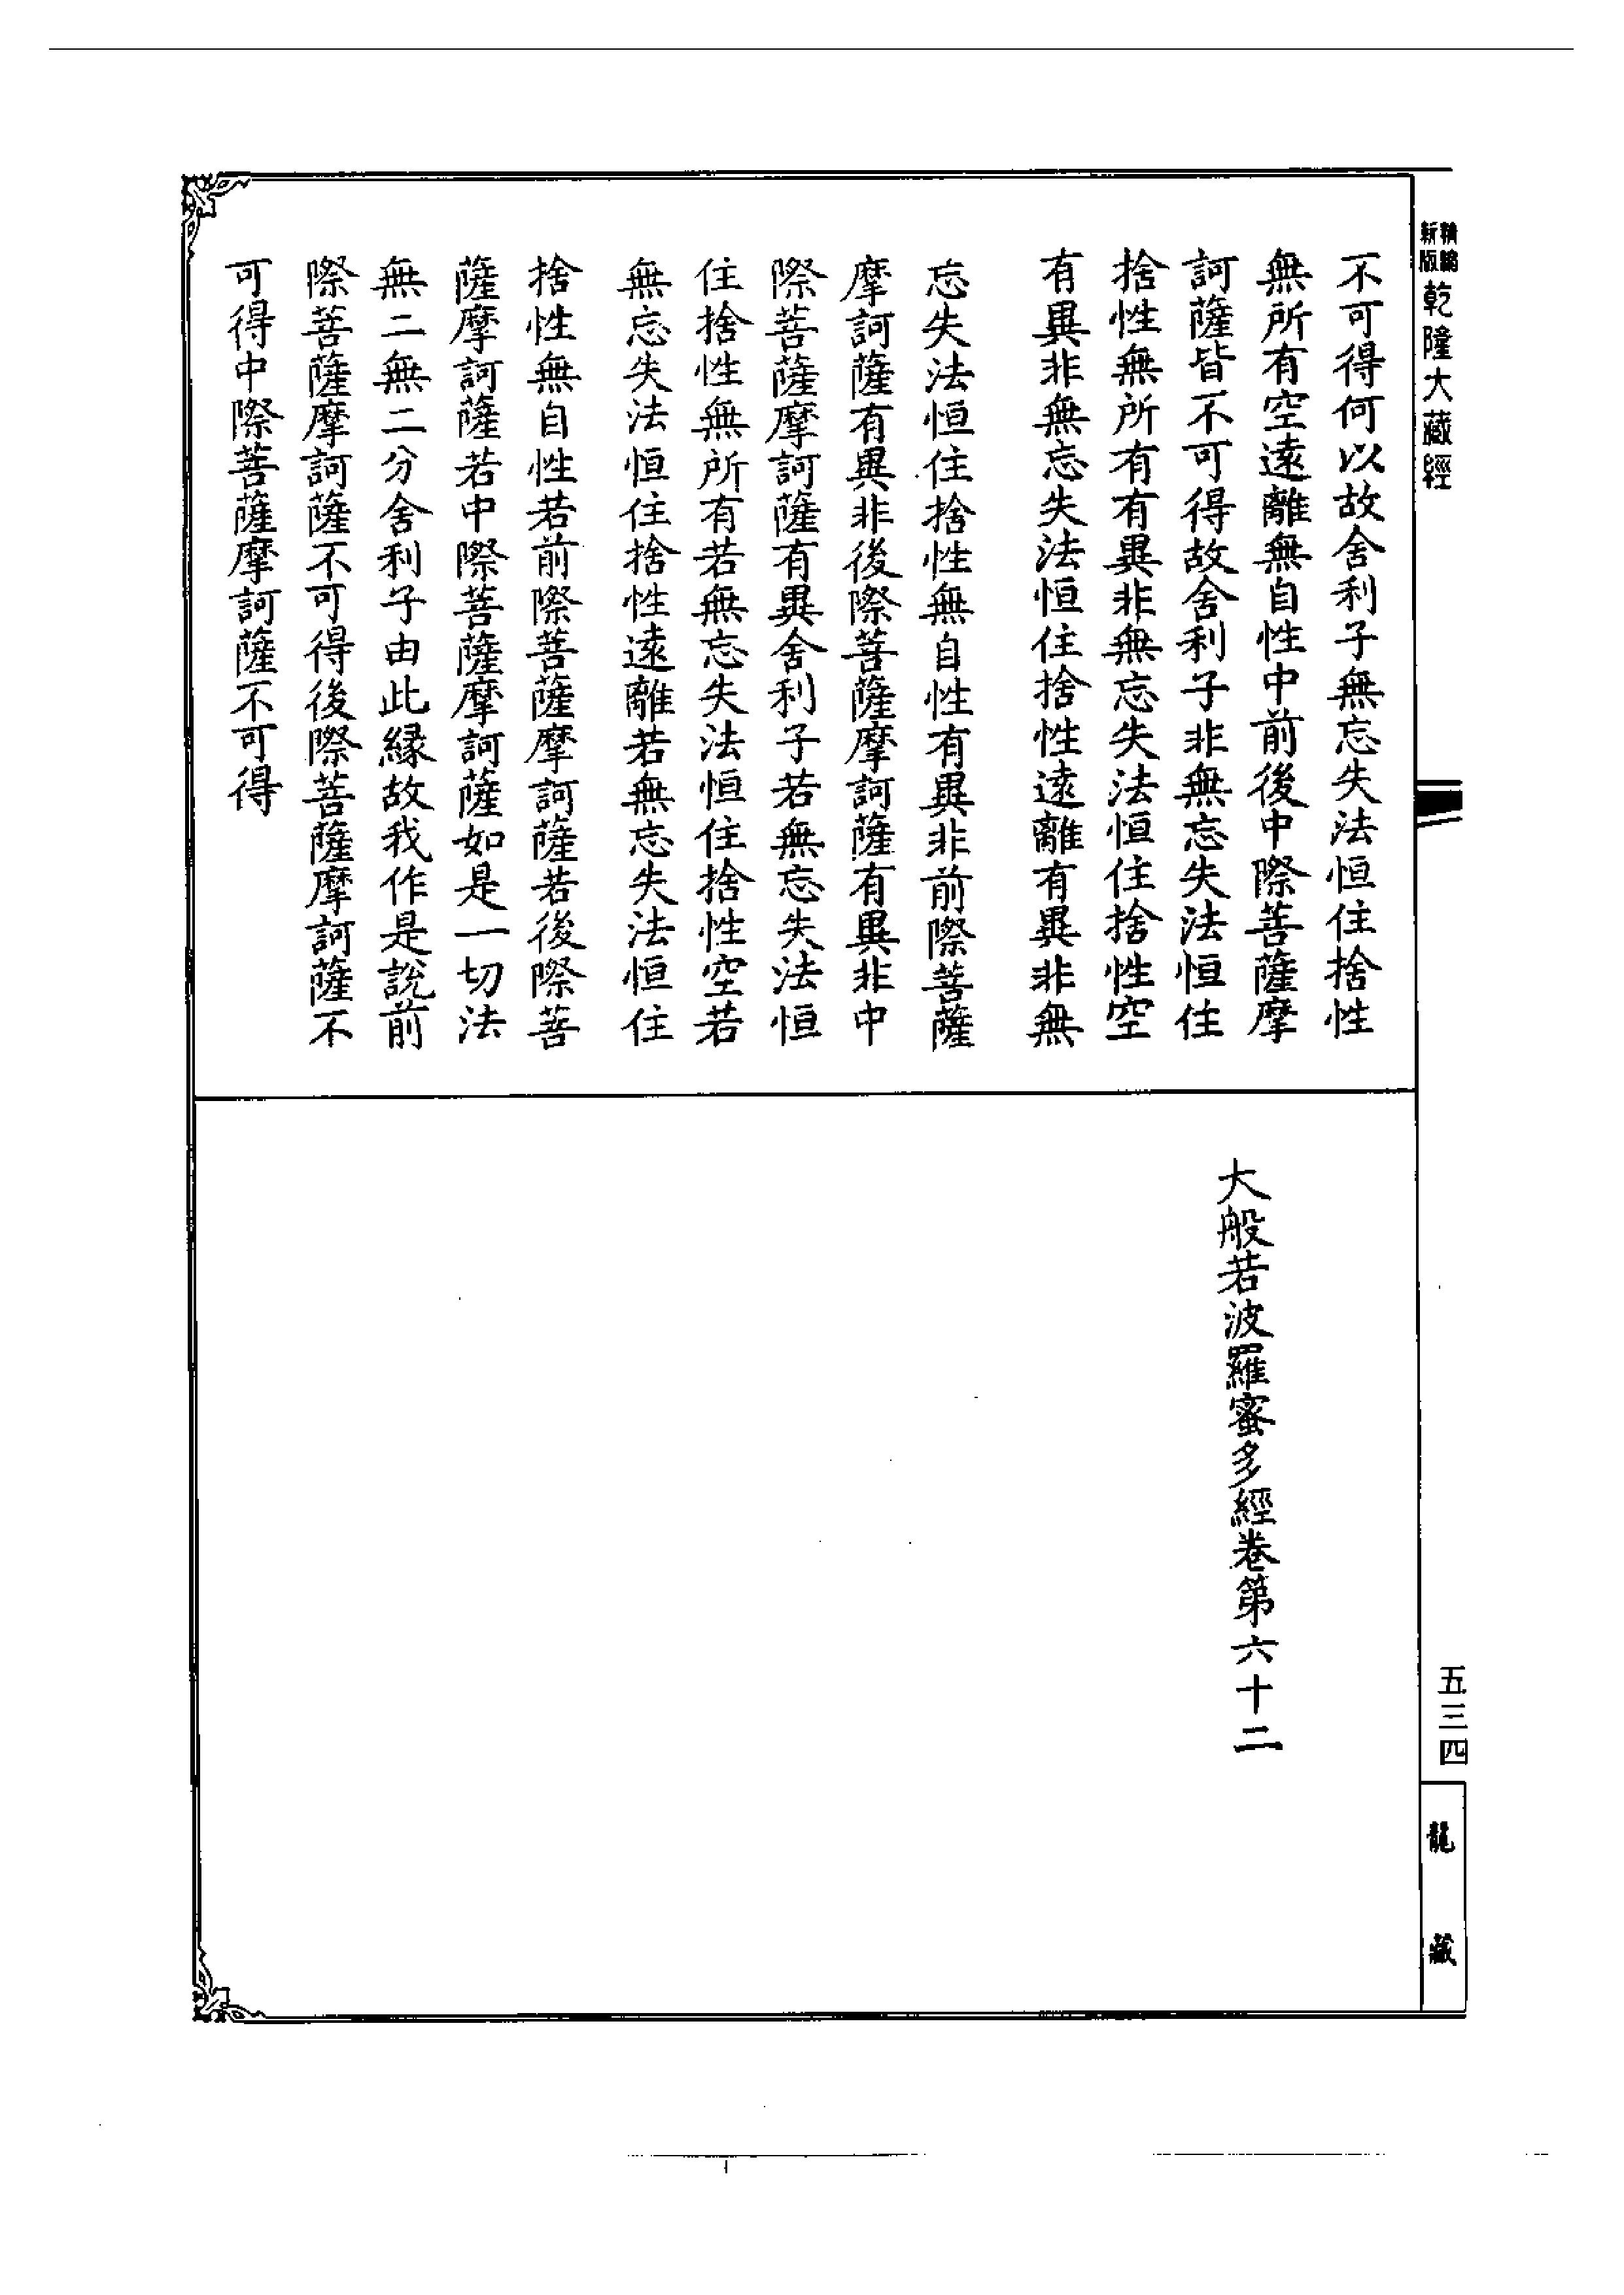 精編
新版
乾隆大藏經
不可得何以故舍利子無忘失法恒住捨性
無所有空遠離無自性中前後中際菩薩摩
訶薩皆不可得故舍利子非無忘失法恒住
捨性無所有有異非無忘失法恒住捨性空
有異非無忘失法恒住捨性遠離有異非無
忘失法恒住捨性無自性有異非前際菩薩
摩訶薩有異非後際菩薩摩訶薩有異非中
際菩薩摩訶薩有異舍利子若無忘失法恒
住捨性無所有若無忘失法恒住捨性空若
無忘失法恒住捨性遠離若無忘失法恒住
捨性無自性若前際菩薩摩訶薩若後際菩
薩摩訶薩若中際菩薩摩訶薩如是一切法
無二無二分舍利子由此緣故我作是說前
際菩薩摩訶薩不可得後際菩薩摩訶薩不
可得中際菩薩摩訶薩不可得
大般若波羅蜜多經卷第六十二
五三四
龍藏